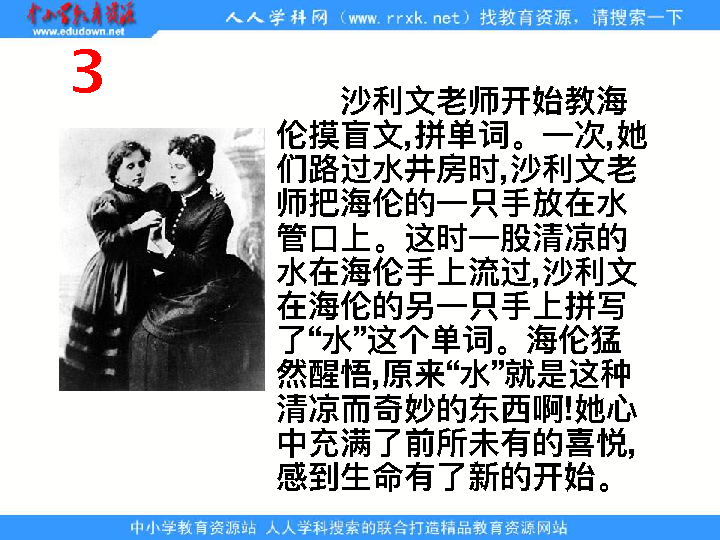 中小学教育资源
www.edudown.net
人人学科网（www.rrxk.net）找教育资源，请搜索一下
3
沙利文老师开始教海
伦摸盲文,拼单词。一次,她
们路过水井房时,沙利文老
师把海伦的一只手放在水
管口上。这时一股清凉的
水在海伦手上流过,沙利文
在海伦的另一只手上拼写
了“水”这个单词。海伦猛
然醒悟,原来“水”就是这种
清凉而奇妙的东西啊!她心
中充满了前所未有的喜悦,
感到生命有了新的开始。
中小学教育资源站 人人学科搜索的联合打造精品教育资源网站